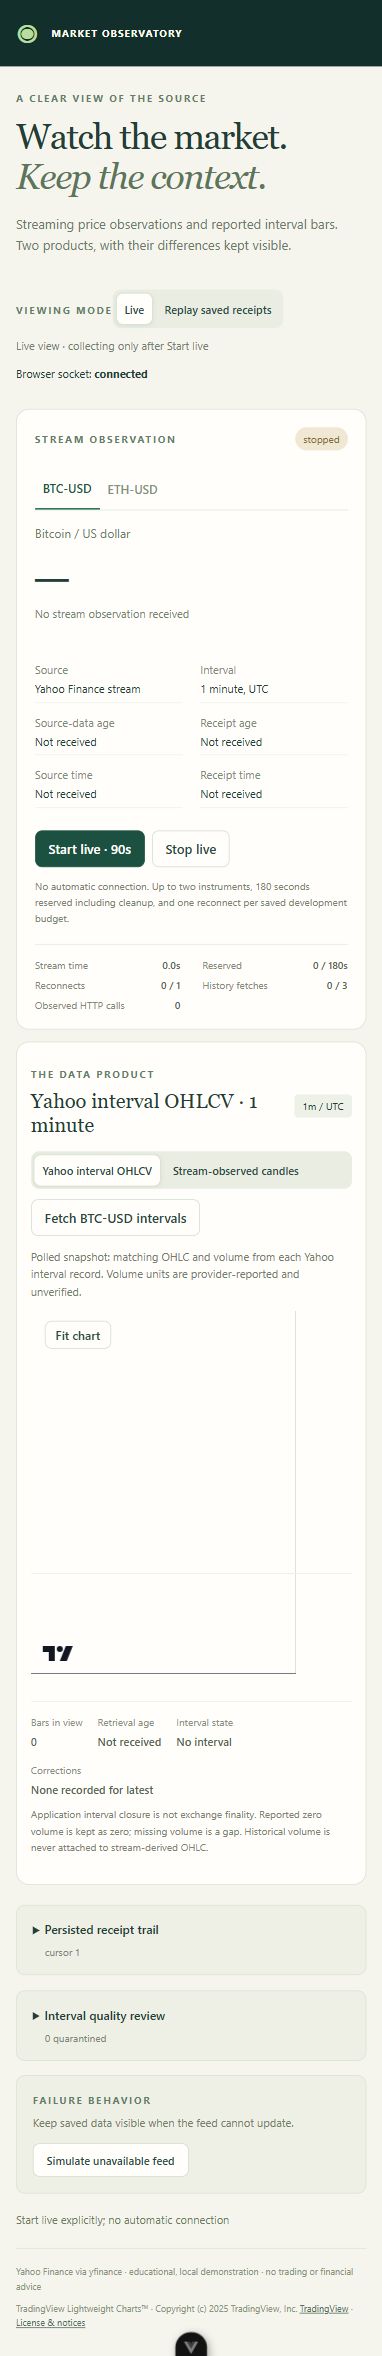 MARKET OBSERVATORY
A CLEAR VIEW OF THE SOURCE
Watch the market.
Keep the context.
Streaming price observations and reported interval bars.
Two products, with their differences kept visible.
VIEWING MODE Live Replay saved receipts
Live view · collecting only after Start live
Browser socket: connected
STREAM OBSERVATION stopped
BTC-USD ETH-USD
Bitcoin / US dollar
—
No stream observation received
Source Interval
Yahoo Finance stream 1 minute, UTC
Source-data age Receipt age
Not received Not received
Source time Receipt time
Not received Not received
Start live · 90s Stop live
No automatic connection. Up to two instruments, 180 seconds
reserved including cleanup, and one reconnect per saved development
budget.
Stream time 0.0s Reserved 0 / 180s
Reconnects 0 / 1 History fetches 0 / 3
Observed HTTP calls 0
THE DATA PRODUCT
Yahoo interval OHLCV · 1
minute
1m / UTC
Yahoo interval OHLCV Stream-observed candles
Fetch BTC-USD intervals
Polled snapshot: matching OHLC and volume from each Yahoo
interval record. Volume units are provider-reported and
unverified.
Fit chart
Bars in view Retrieval age Interval state
0 Not received No interval
Corrections
None recorded for latest
Application interval closure is not exchange finality. Reported zero
volume is kept as zero; missing volume is a gap. Historical volume is
never attached to stream-derived OHLC.
▶ Persisted receipt trail
cursor 1
▶ Interval quality review
0 quarantined
FAILURE BEHAVIOR
Keep saved data visible when the feed cannot update.
Simulate unavailable feed
Start live explicitly; no automatic connection
Yahoo Finance via yfinance · educational, local demonstration · no trading or financial
advice
TradingView Lightweight Charts™ · Copyright (c) 2025 TradingView, Inc. TradingView ·
License & notices